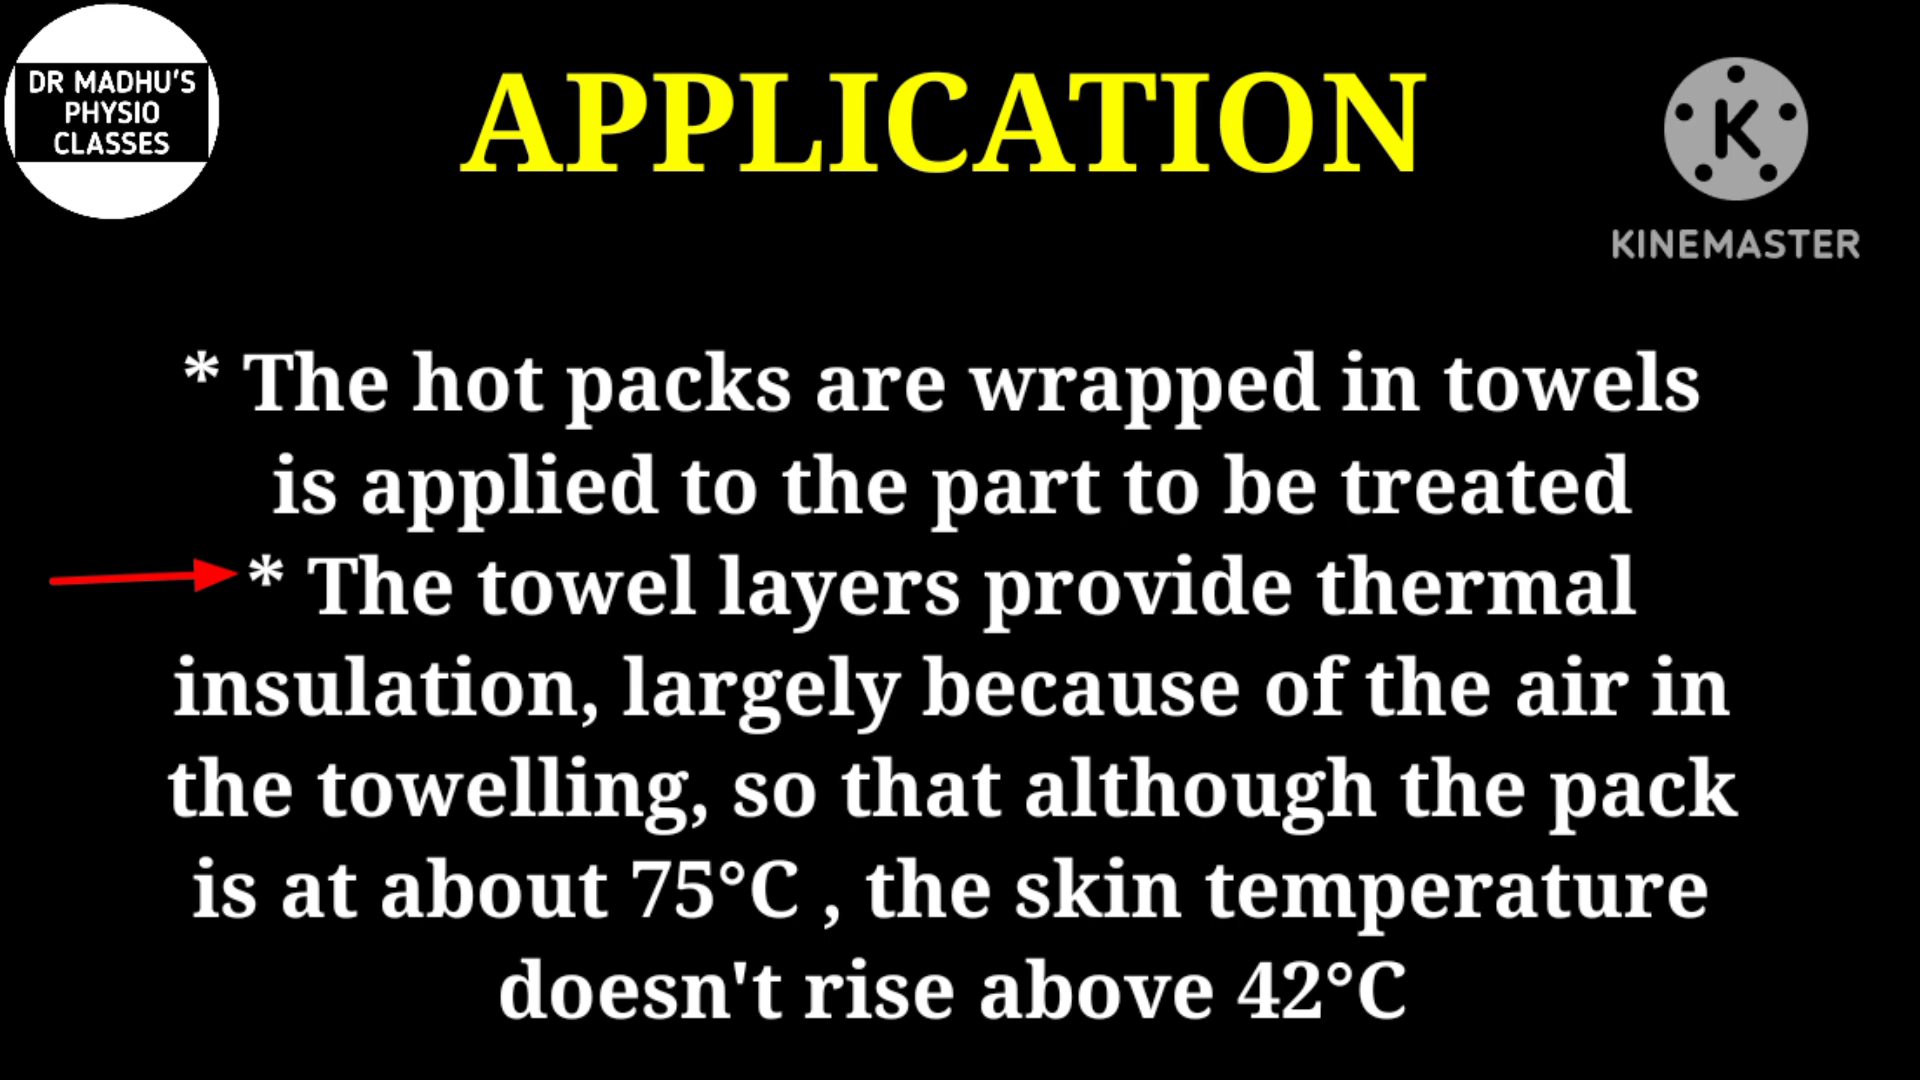 DR MADHU'S
PHYSIO
CLASSES
APPLICATION
K
KINEMASTER
* The hot packs are wrapped in towels
is applied to the part to be treated
* The towel layers provide thermal
insulation, largely because of the air in
the towelling, so that although the pack
is at about 75°C , the skin temperature
doesn't rise above 42°C